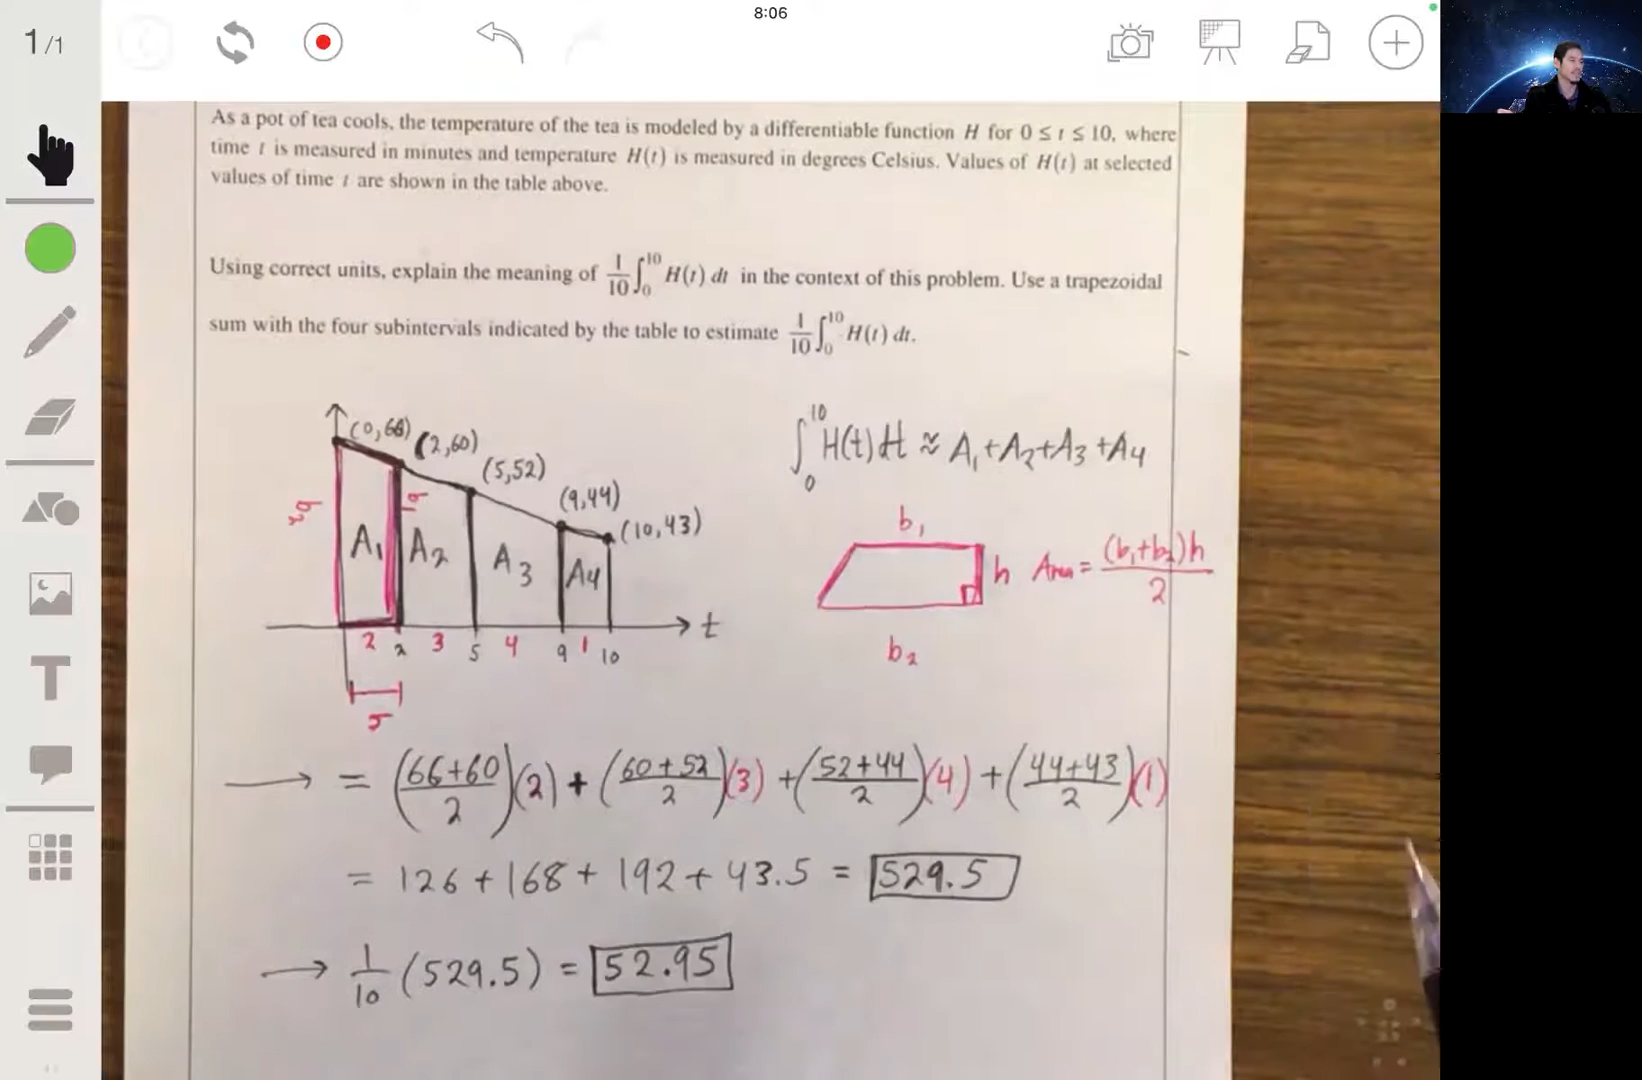 8:06
1/1
As a pot of tea cools, the temperature of the tea is modeled by a differentiable function H for 0 ≤ t ≤ 10, where
time t is measured in minutes and temperature H(t) is measured in degrees Celsius. Values of H(t) at selected
values of time t are shown in the table above.
Using correct units, explain the meaning of 1/10 ∫₀¹⁰ H(t) dt in the context of this problem. Use a trapezoidal
sum with the four subintervals indicated by the table to estimate 1/10 ∫₀¹⁰ H(t) dt.
(0,66) (2,60)
(5,52)
(9,44)
(10,43)
b₂
b₁
A₁ A₂ A₃ A4
t
2 2 3 5 4 9 1 10
h
∫₀¹⁰ H(t)dt ≈ A₁+A₂+A₃+A4
b₁
h Area = (b₁+b₂)h/2
b₂
→ = (66+60/2)(2) + (60+52/2)(3) + (52+44/2)(4) + (44+43/2)(1)
= 126 + 168 + 192 + 43.5 = 529.5
→ 1/10 (529.5) = 52.95
T